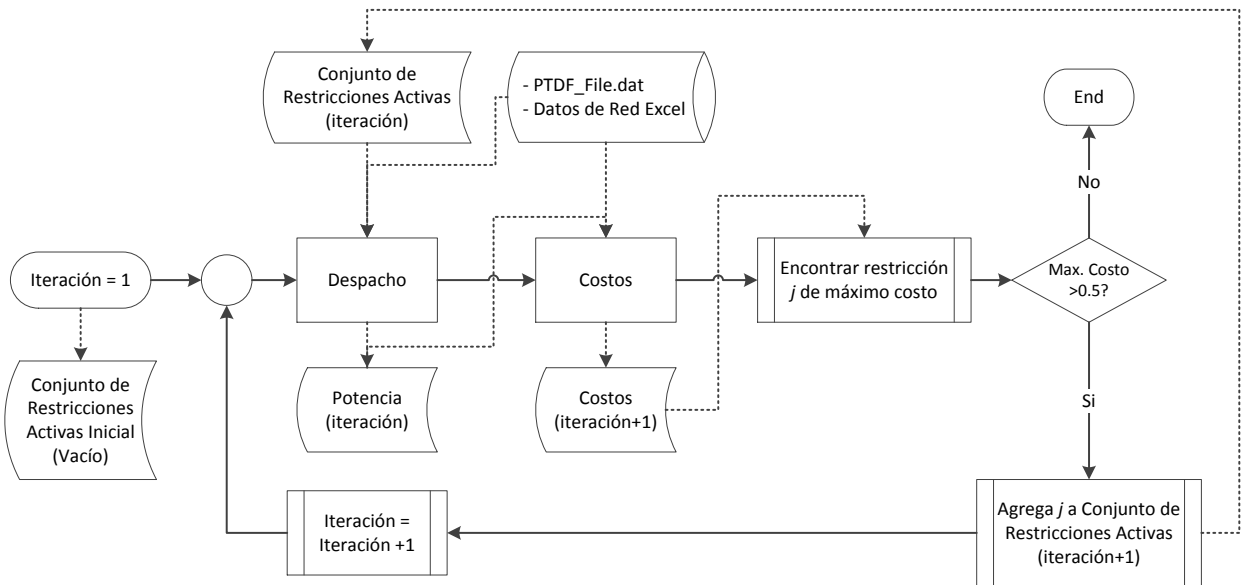 Conjunto de
Restricciones Activas
(iteración)
- PTDF_File.dat
- Datos de Red Excel
End
No
Iteración = 1
Despacho
Costos
Encontrar restricción
j de máximo costo
Max. Costo
>0.5?
Conjunto de
Restricciones
Activas Inicial
(Vacío)
Potencia
(iteración)
Costos
(iteración+1)
Si
Iteración =
Iteración +1
Agrega j a Conjunto de
Restricciones Activas
(iteración+1)